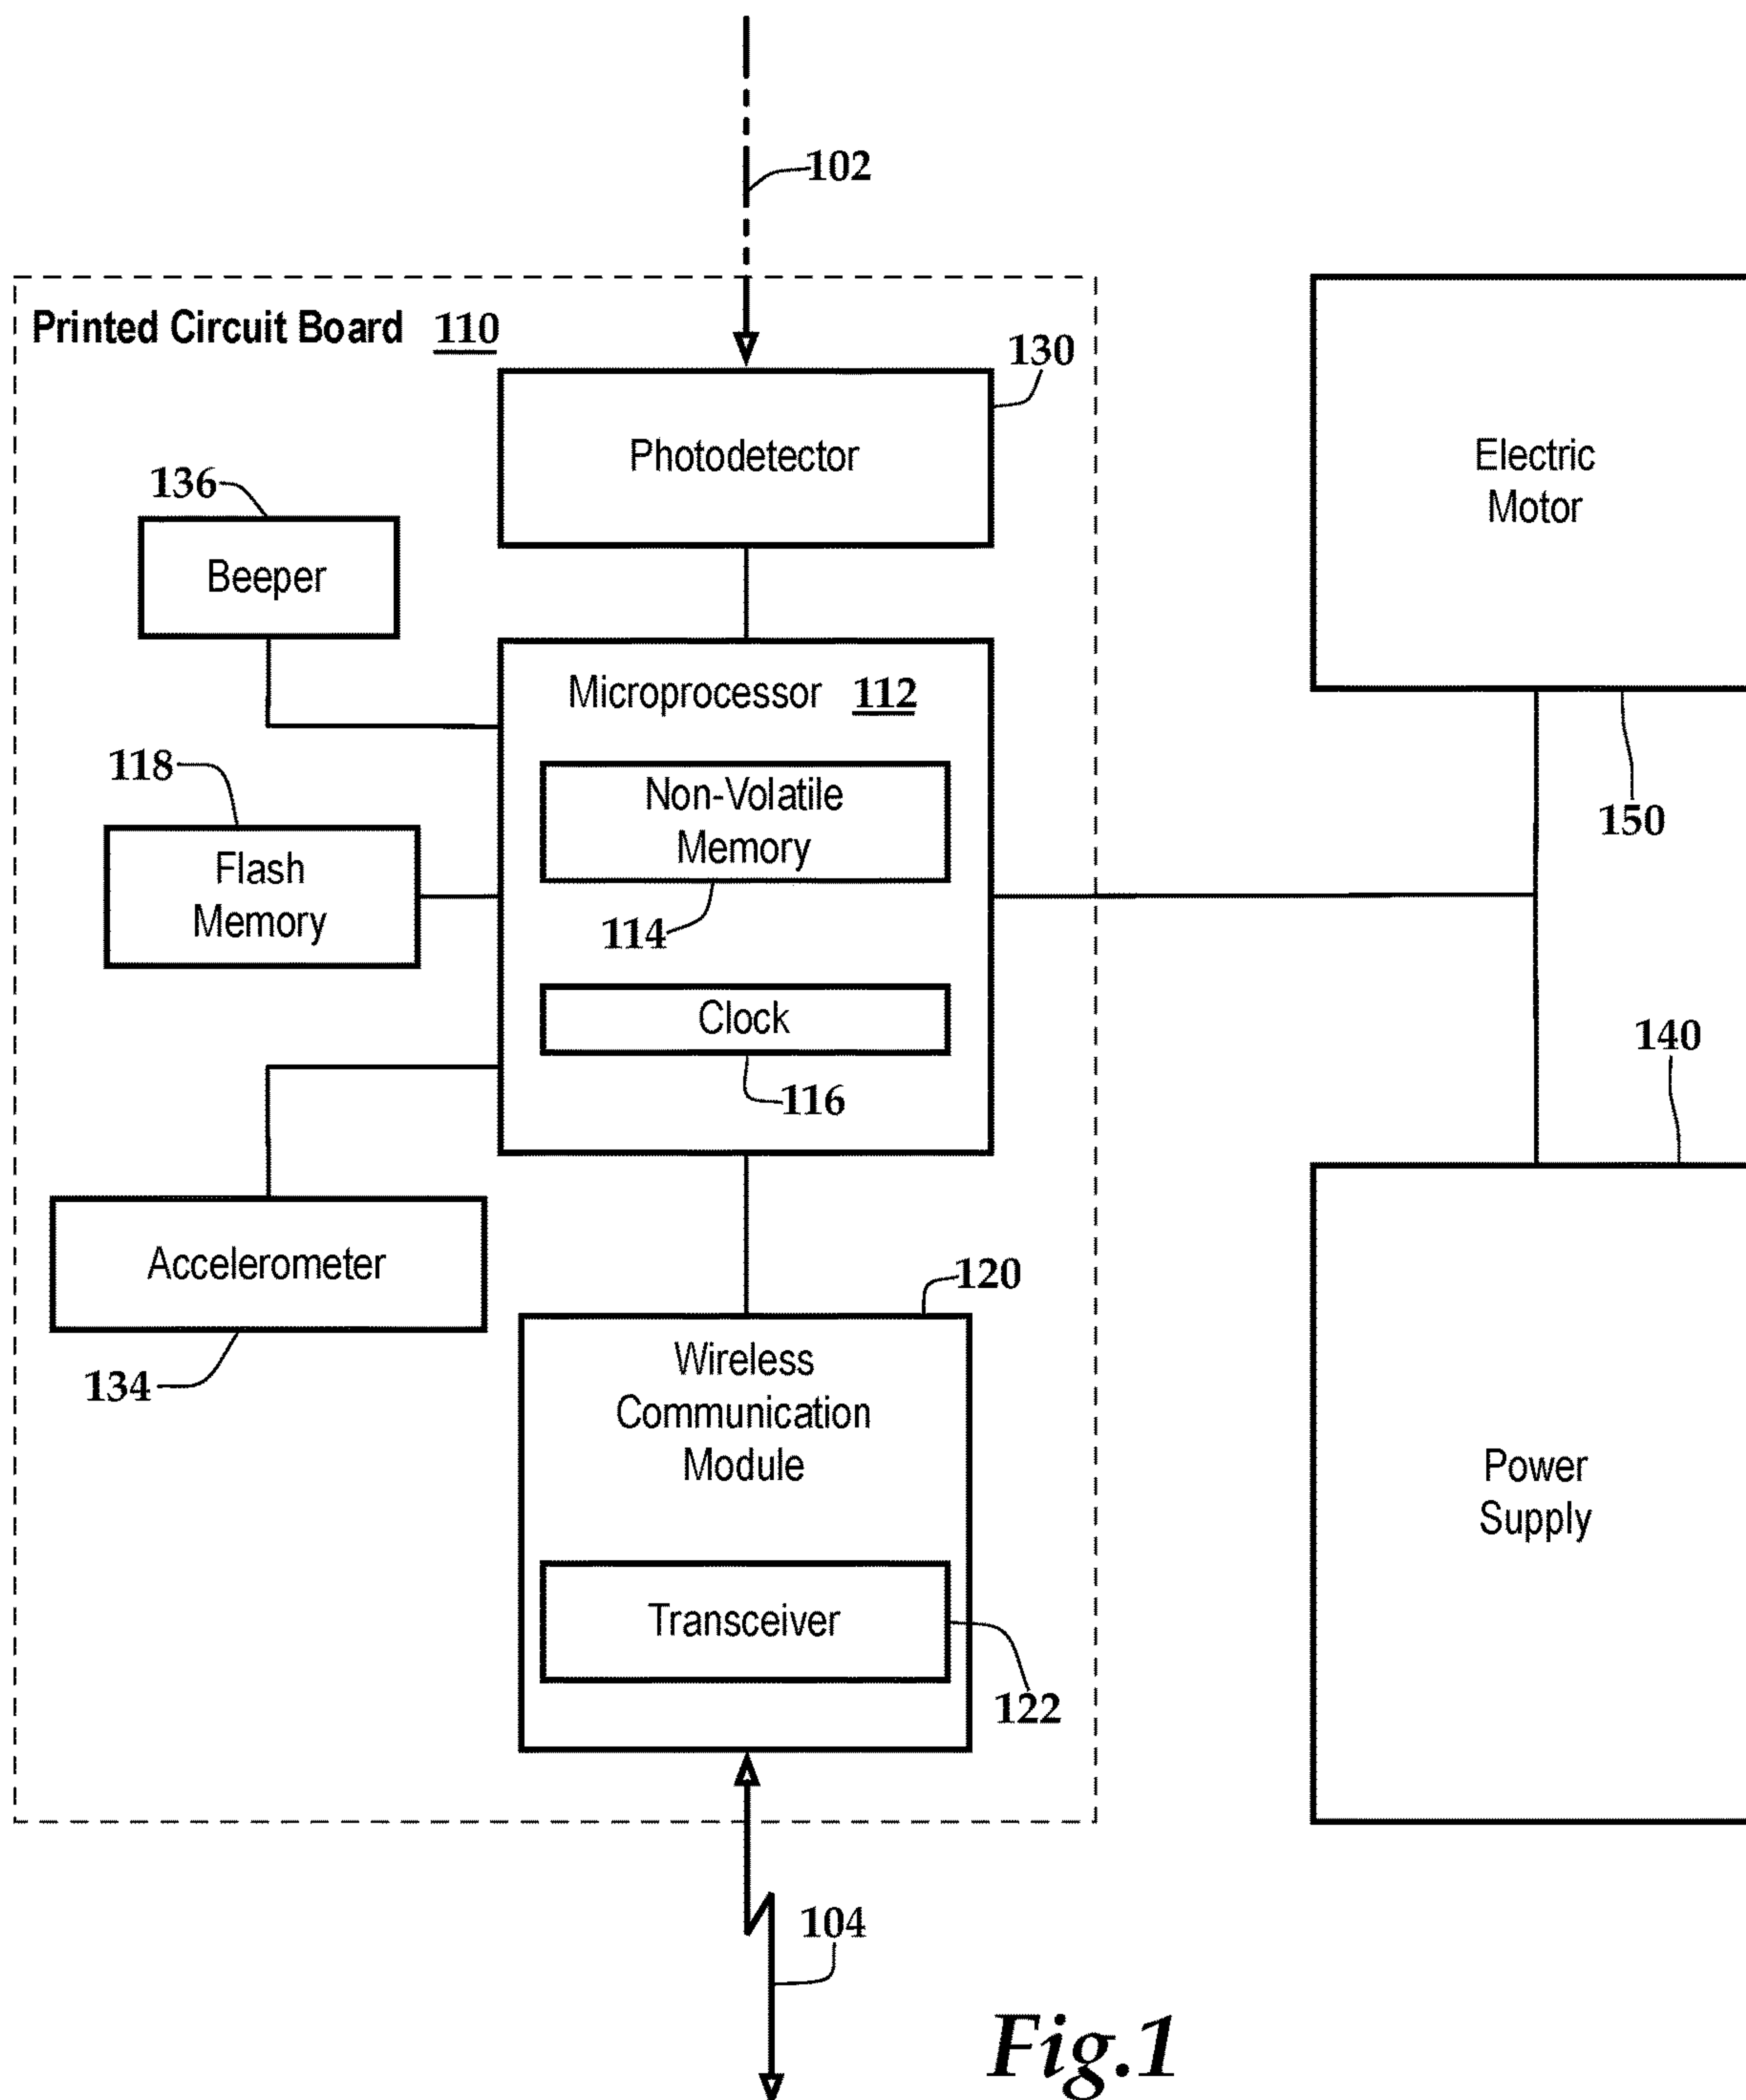 102
Printed Circuit Board 110
130
Photodetector
Electric
Motor
136
Beeper
Microprocessor 112
118
Non-Volatile
Memory
150
Flash
Memory
114
Clock
140
116
Accelerometer
120
134
Wireless
Communication
Module
Power
Supply
Transceiver
122
104
Fig.1